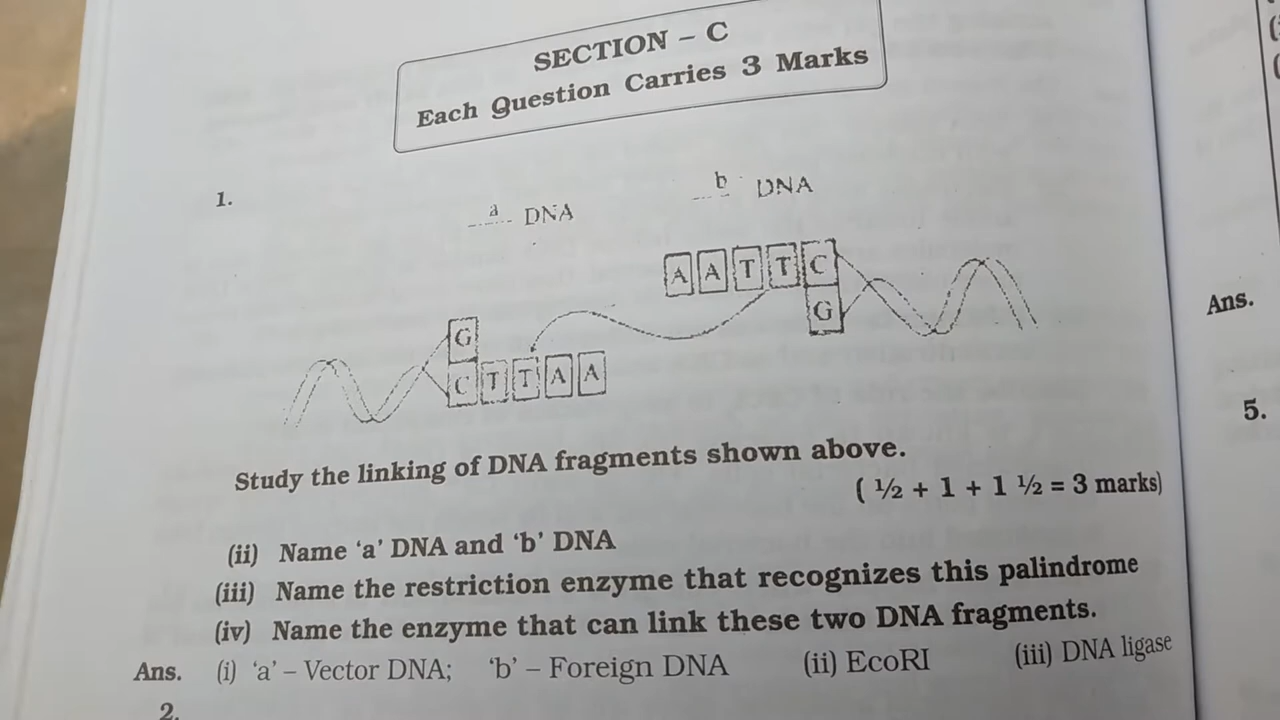 SECTION – C
Each Question Carries 3 Marks
1.
a DNA
b DNA
A A T T C
G
G
C T T A A
Study the linking of DNA fragments shown above.
( ½ + 1 + 1 ½ = 3 marks)
(ii) Name ‘a’ DNA and ‘b’ DNA
(iii) Name the restriction enzyme that recognizes this palindrome
(iv) Name the enzyme that can link these two DNA fragments.
Ans. (i) ‘a’ – Vector DNA; ‘b’ – Foreign DNA (ii) EcoRI (iii) DNA ligase
2.
Ans.
5.